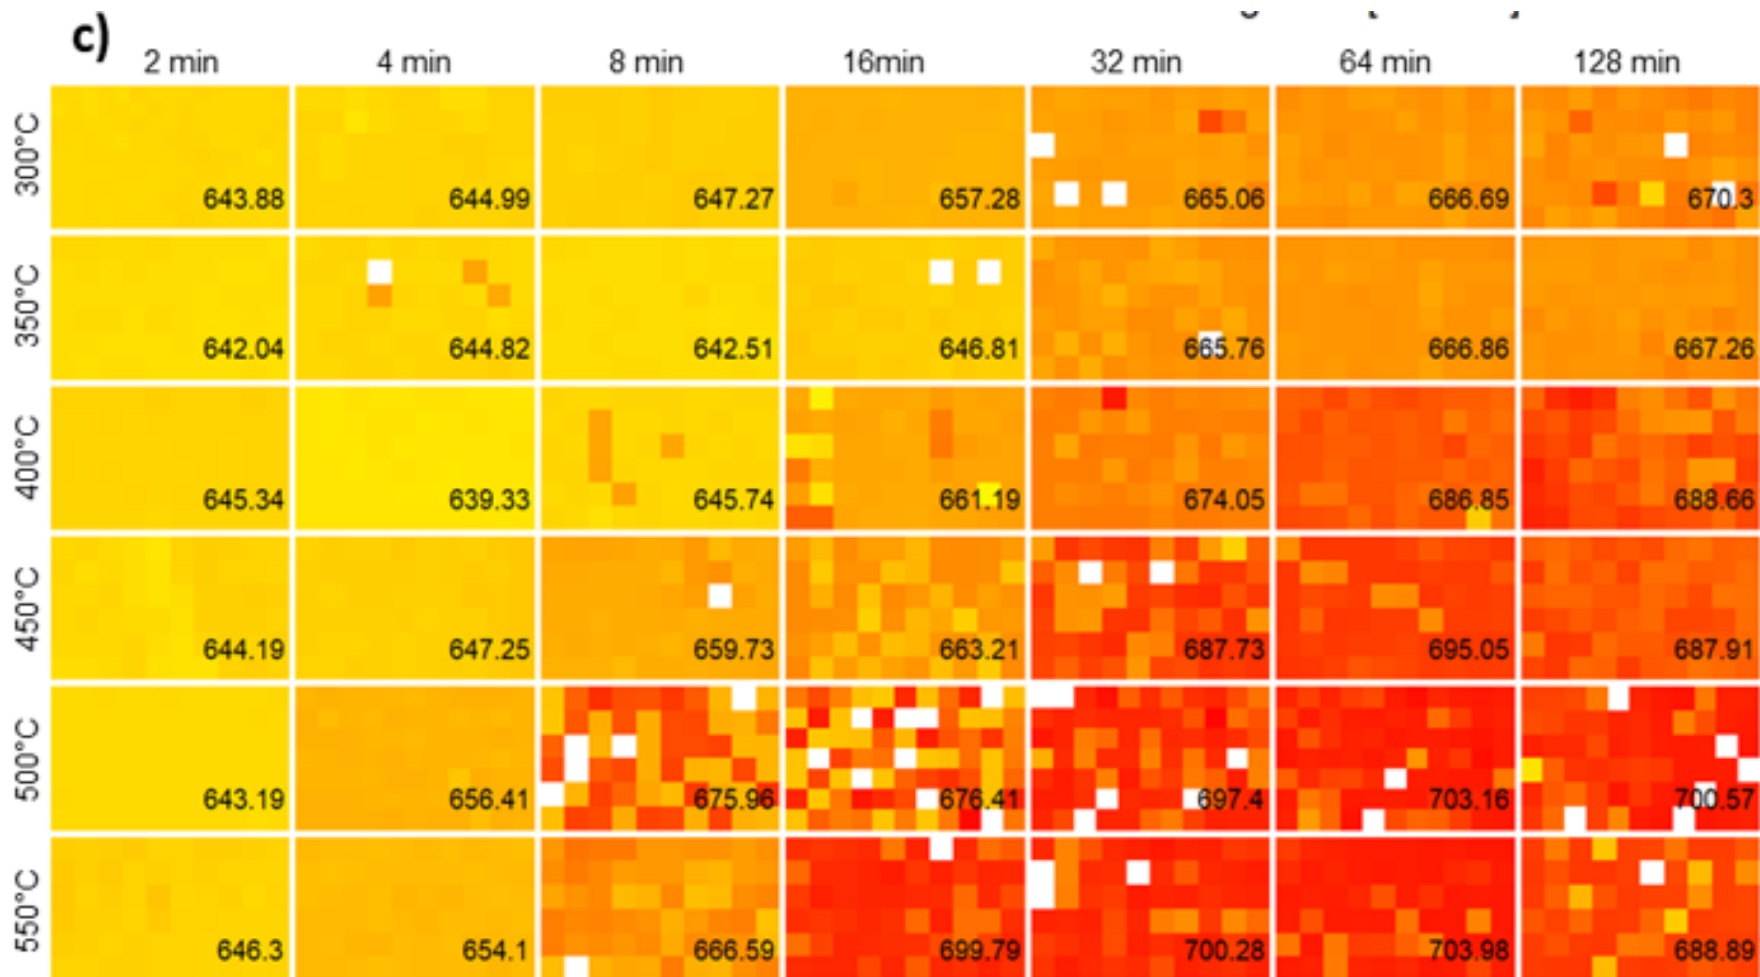 c)
2 min 4 min 8 min 16min 32 min 64 min 128 min
300°C 643.88 644.99 647.27 657.28 665.06 666.69 670.3
350°C 642.04 644.82 642.51 646.81 665.76 666.86 667.26
400°C 645.34 639.33 645.74 661.19 674.05 686.85 688.66
450°C 644.19 647.25 659.73 663.21 687.73 695.05 687.91
500°C 643.19 656.41 675.96 676.41 697.4 703.16 700.57
550°C 646.3 654.1 666.59 699.79 700.28 703.98 688.89